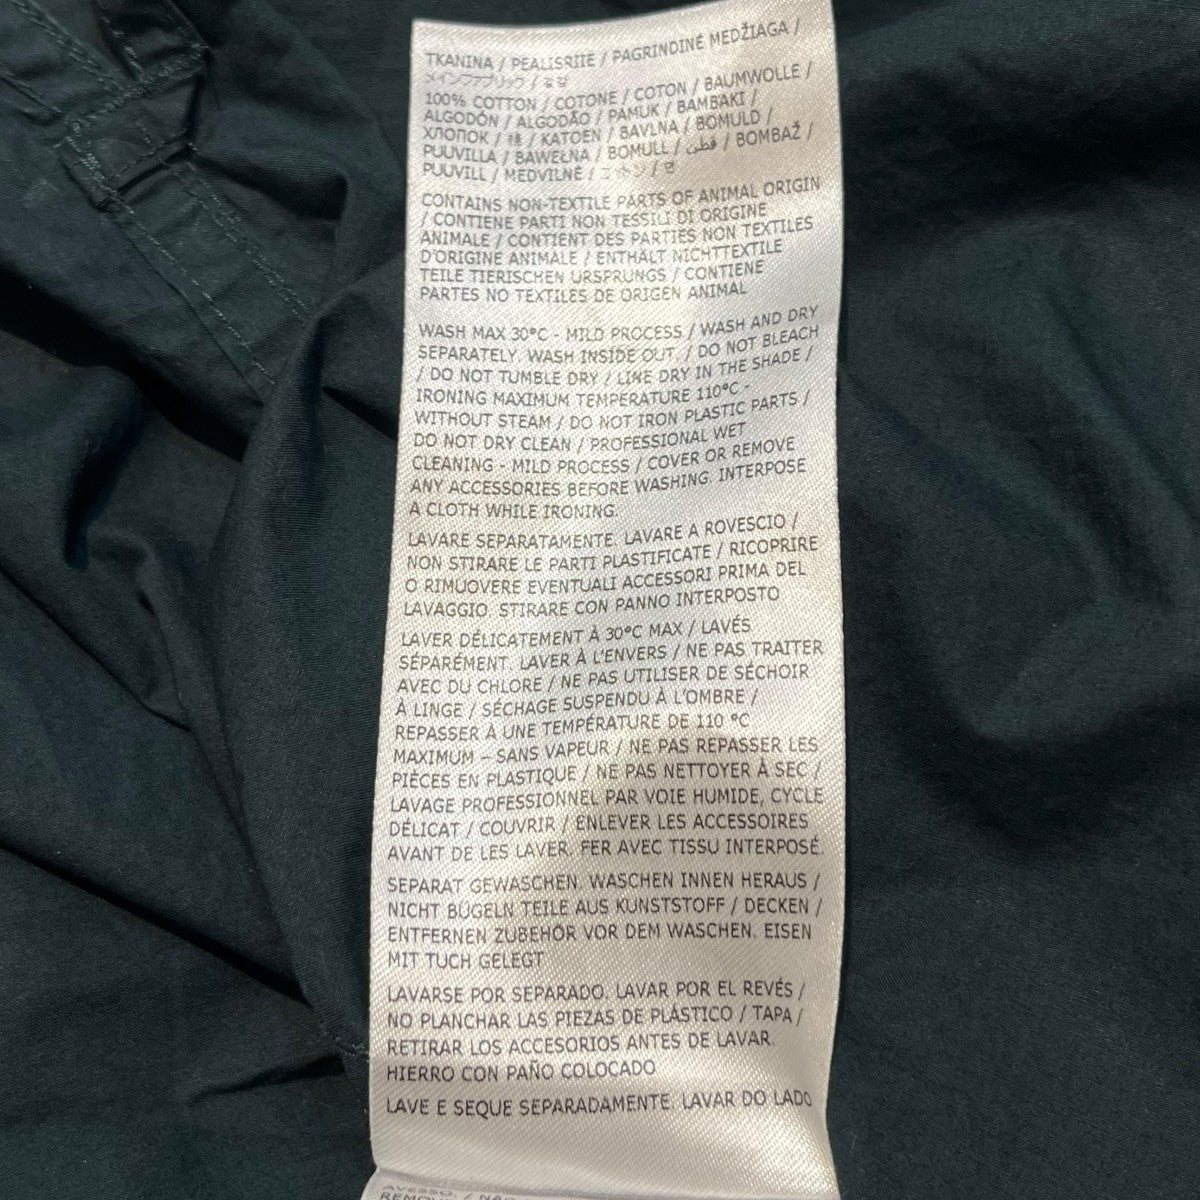 TKANINA / PEALISRIIE / PAGRINDINĖ MEDŽIAGA /
メインファブリック /
100% COTTON / COTONE / COTON / BAUMWOLLE /
ALGODÓN / ALGODÃO / PAMUK / BAMBAKI /
ХЛОПОК / 棉 / KATOEN / BAVLNA / BOMULD /
PUUVILLA / BAWEŁNA / BOMULL / قطن / BOMBAŽ /
PUUVILL / MEDVILNĖ / コットン / 면
CONTAINS NON-TEXTILE PARTS OF ANIMAL ORIGIN
/ CONTIENE PARTI NON TESSILI DI ORIGINE
ANIMALE / CONTIENT DES PARTIES NON TEXTILES
D'ORIGINE ANIMALE / ENTHÄLT NICHTTEXTILE
TEILE TIERISCHEN URSPRUNGS / CONTIENE
PARTES NO TEXTILES DE ORIGEN ANIMAL
WASH MAX 30°C - MILD PROCESS / WASH AND DRY
SEPARATELY. WASH INSIDE OUT. / DO NOT BLEACH
/ DO NOT TUMBLE DRY / LINE DRY IN THE SHADE /
IRONING MAXIMUM TEMPERATURE 110°C -
WITHOUT STEAM / DO NOT IRON PLASTIC PARTS /
DO NOT DRY CLEAN / PROFESSIONAL WET
CLEANING - MILD PROCESS / COVER OR REMOVE
ANY ACCESSORIES BEFORE WASHING. INTERPOSE
A CLOTH WHILE IRONING.
LAVARE SEPARATAMENTE. LAVARE A ROVESCIO /
NON STIRARE LE PARTI PLASTIFICATE / RICOPRIRE
O RIMUOVERE EVENTUALI ACCESSORI PRIMA DEL
LAVAGGIO. STIRARE CON PANNO INTERPOSTO
LAVER DÉLICATEMENT À 30°C MAX / LAVÉS
SÉPARÉMENT. LAVER À L'ENVERS / NE PAS TRAITER
AVEC DU CHLORE / NE PAS UTILISER DE SÉCHOIR
À LINGE / SÉCHAGE SUSPENDU À L'OMBRE /
REPASSER À UNE TEMPÉRATURE DE 110 °C
MAXIMUM – SANS VAPEUR / NE PAS REPASSER LES
PIÈCES EN PLASTIQUE / NE PAS NETTOYER À SEC /
LAVAGE PROFESSIONNEL PAR VOIE HUMIDE, CYCLE
DÉLICAT / COUVRIR / ENLEVER LES ACCESSOIRES
AVANT DE LES LAVER. FER AVEC TISSU INTERPOSÉ.
SEPARAT GEWASCHEN. WASCHEN INNEN HERAUS /
NICHT BÜGELN TEILE AUS KUNSTSTOFF / DECKEN /
ENTFERNEN ZUBEHÖR VOR DEM WASCHEN. EISEN
MIT TUCH GELEGT
LAVARSE POR SEPARADO. LAVAR POR EL REVÉS /
NO PLANCHAR LAS PIEZAS DE PLÁSTICO / TAPA /
RETIRAR LOS ACCESORIOS ANTES DE LAVAR.
HIERRO CON PAÑO COLOCADO
LAVE E SEQUE SEPARADAMENTE. LAVAR DO LADO
AVESSO. / NÃO